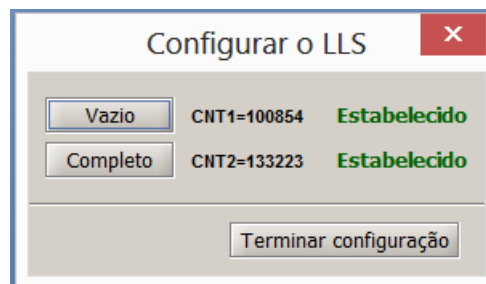 Configurar o LLS
Vazio CNT1=100854 Estabelecido
Completo CNT2=133223 Estabelecido
Terminar configuração